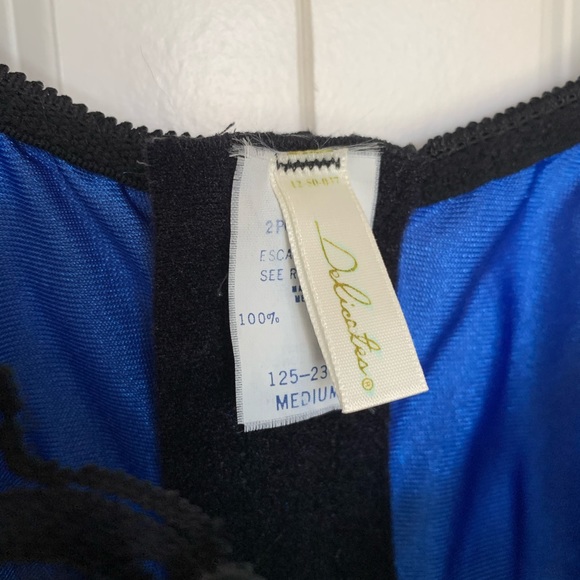 2P
ESCA
SEE R
100%
125-23
MEDIUM
Delicates®